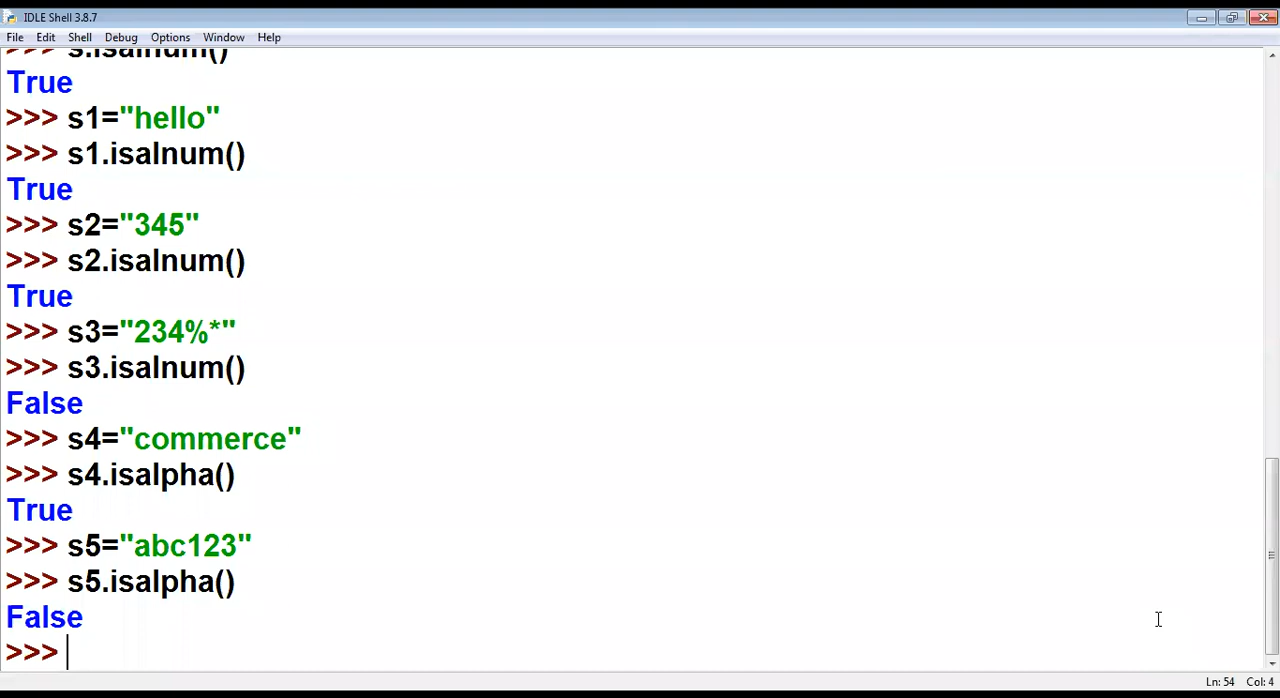 IDLE Shell 3.8.7
File Edit Shell Debug Options Window Help
>>> s.isalnum()
True
>>> s1="hello"
>>> s1.isalnum()
True
>>> s2="345"
>>> s2.isalnum()
True
>>> s3="234%*"
>>> s3.isalnum()
False
>>> s4="commerce"
>>> s4.isalpha()
True
>>> s5="abc123"
>>> s5.isalpha()
False
>>>
Ln: 54 Col: 4